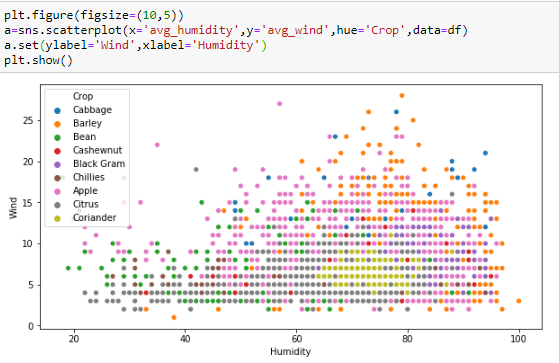 plt.figure(figsize=(10,5))
a=sns.scatterplot(x='avg_humidity',y='avg_wind',hue='Crop',data=df)
a.set(ylabel='Wind',xlabel='Humidity')
plt.show()
Crop
Cabbage
Barley
Bean
Cashewnut
Black Gram
Chillies
Apple
Citrus
Coriander
25
20
15
10
5
0
Wind
20 40 60 80 100
Humidity